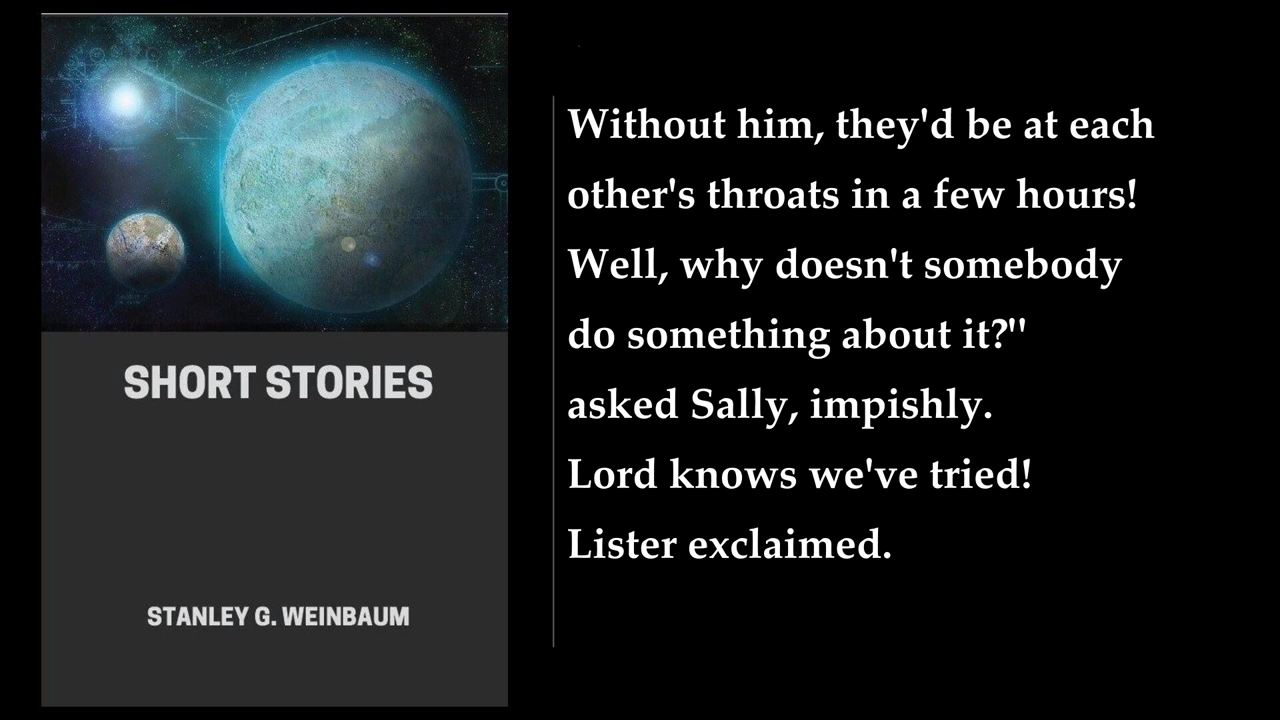 SHORT STORIES
STANLEY G. WEINBAUM
Without him, they'd be at each
other's throats in a few hours!
Well, why doesn't somebody
do something about it?"
asked Sally, impishly.
Lord knows we've tried!
Lister exclaimed.